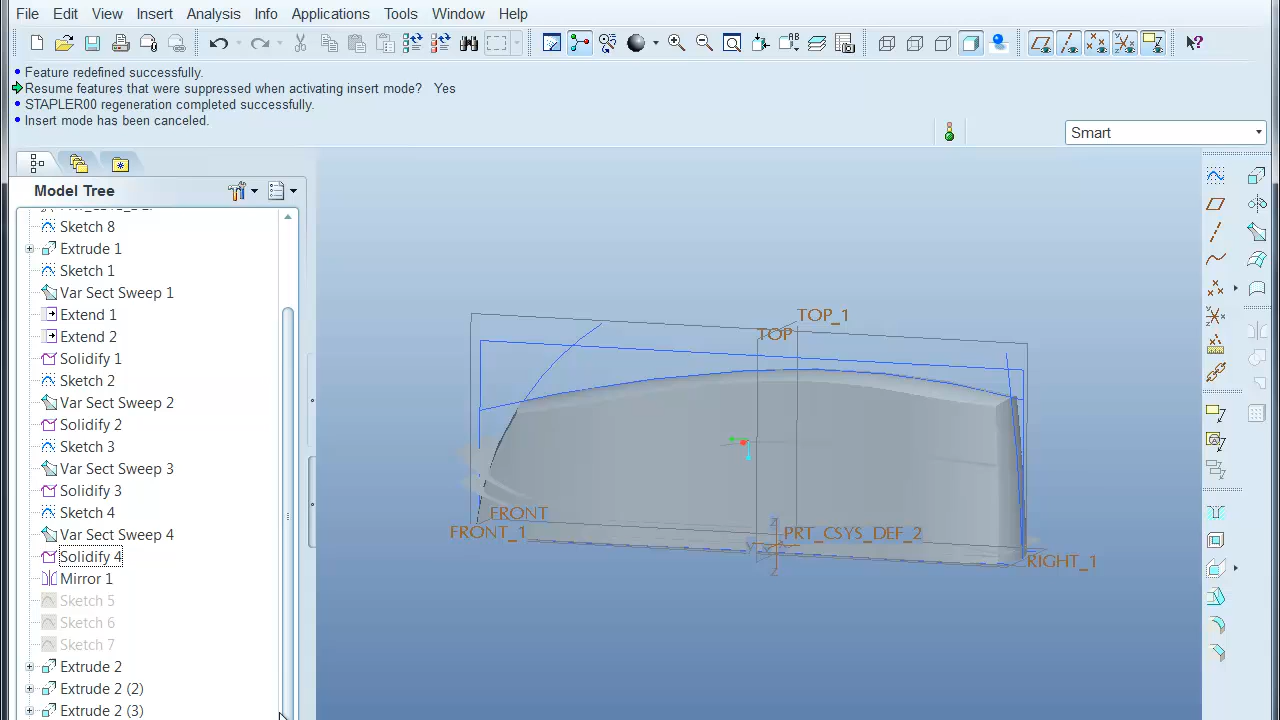 File Edit View Insert Analysis Info Applications Tools Window Help
Feature redefined successfully.
Resume features that were suppressed when activating insert mode? Yes
STAPLER00 regeneration completed successfully.
Insert mode has been canceled.
Smart
Model Tree
Sketch 8
Extrude 1
Sketch 1
Var Sect Sweep 1
Extend 1
Extend 2
Solidify 1
Sketch 2
Var Sect Sweep 2
Solidify 2
Sketch 3
Var Sect Sweep 3
Solidify 3
Sketch 4
Var Sect Sweep 4
Solidify 4
Mirror 1
Sketch 5
Sketch 6
Sketch 7
Extrude 2
Extrude 2 (2)
Extrude 2 (3)
TOP_1
TOP
FRONT
FRONT_1
PRT_CSYS_DEF_2
RIGHT_1
Z
Z